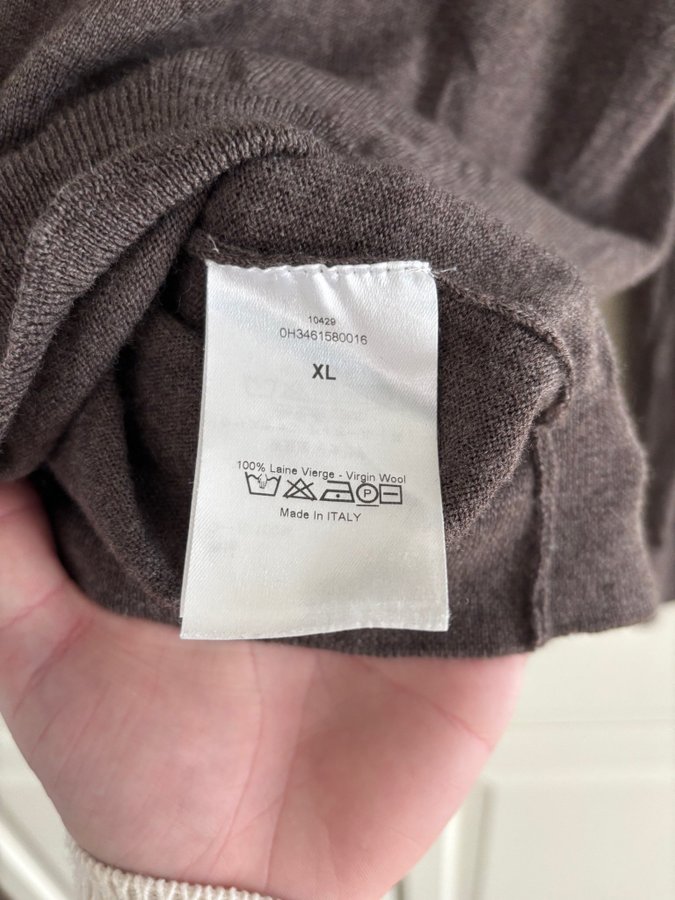 10429
0H3461580016
XL
100% Laine Vierge - Virgin Wool
P
Made In ITALY